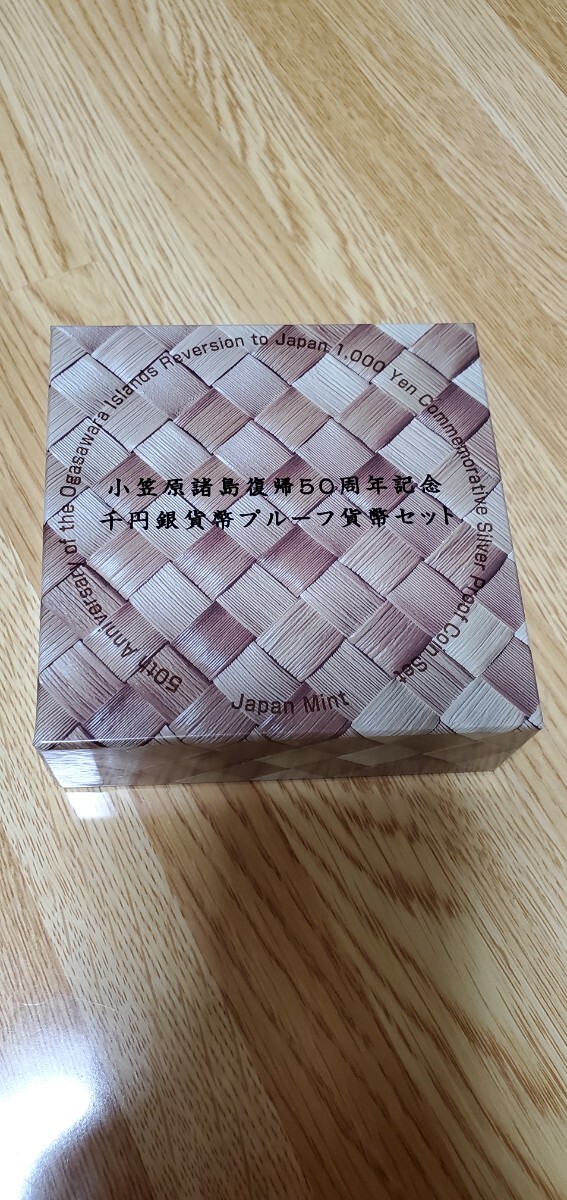 小笠原諸島復帰50周年記念
千円銀貨幣プルーフ貨幣セット
50th Anniversary of the Ogasawara Islands Reversion to Japan 1,000 Yen Commemorative Silver Proof Coin Set
Japan Mint